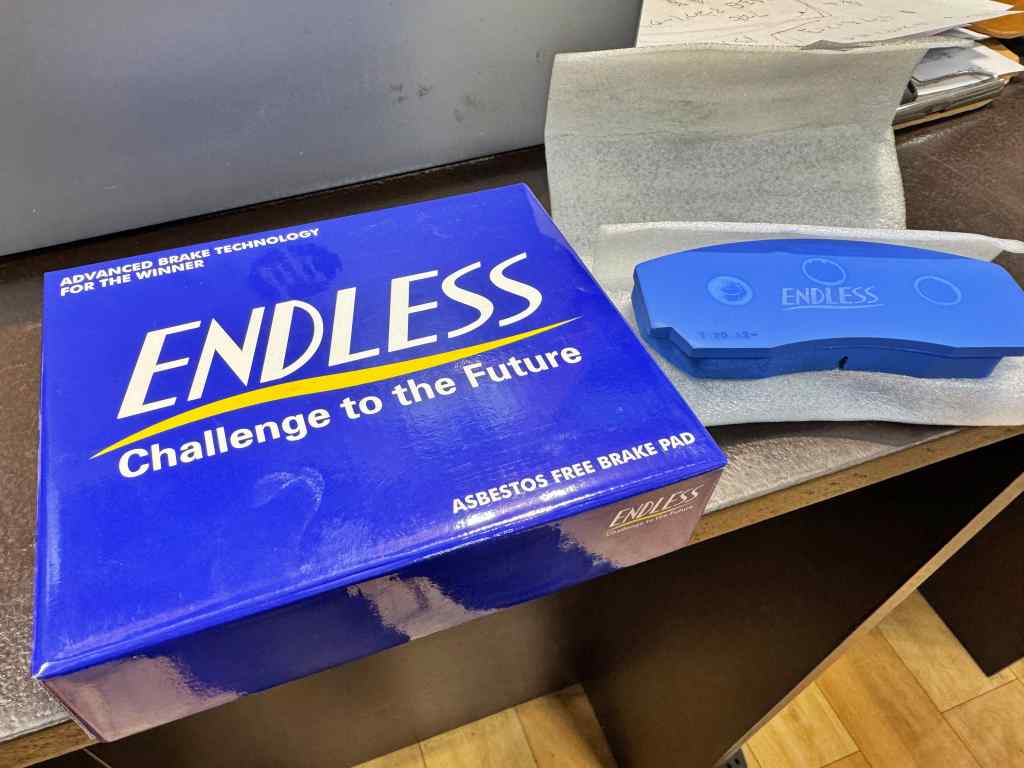 ADVANCED BRAKE TECHNOLOGY
FOR THE WINNER
ENDLESS
Challenge to the Future
ASBESTOS FREE BRAKE PAD
ENDLESS
Challenge to the Future
ENDLESS